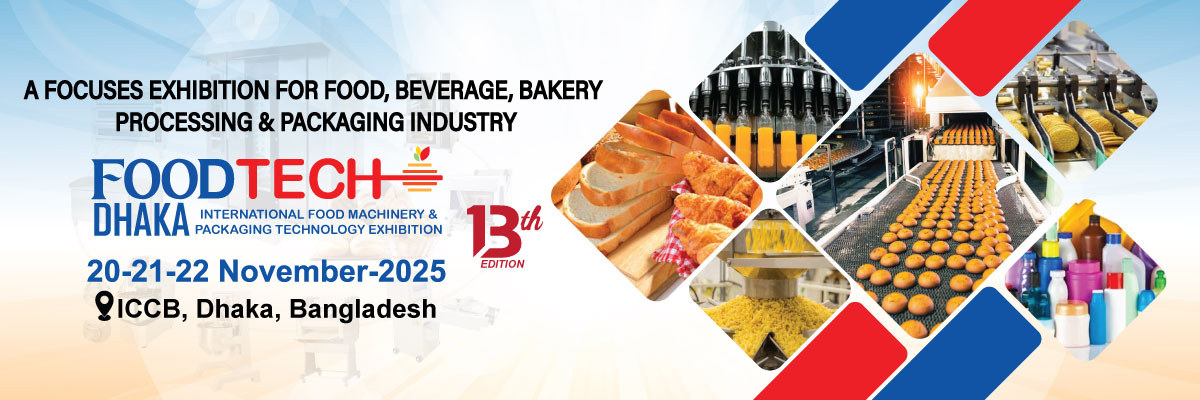 A FOCUSES EXHIBITION FOR FOOD, BEVERAGE, BAKERY
PROCESSING & PACKAGING INDUSTRY
FOODTECH
DHAKA
INTERNATIONAL FOOD MACHINERY &
PACKAGING TECHNOLOGY EXHIBITION
13th
EDITION
20-21-22 November-2025
ICCB, Dhaka, Bangladesh